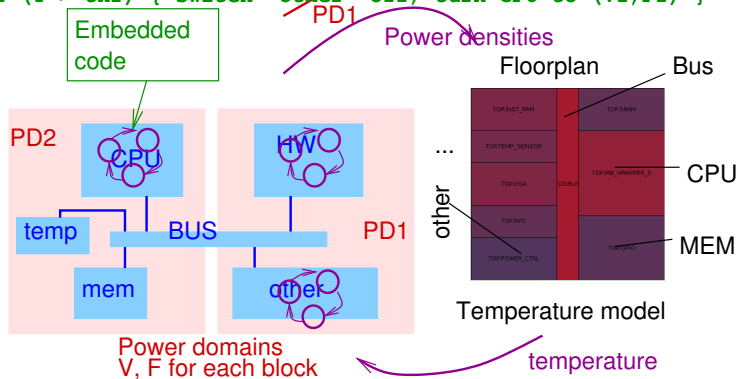 PD1
Embedded
code
Power densities
Floorplan
Bus
PD2
CPU
HW
...
TOP.INST_RAM
TOP.SRAM
TOP.TEMP_SENSOR
TOP.VGA
TOP.BUS
TOP.MB_WRAPPER_0
CPU
other
temp
BUS
PD1
TOP.INTC
TOP.POWER_CTRL
MEM
mem
other
Temperature model
Power domains
V, F for each block
temperature